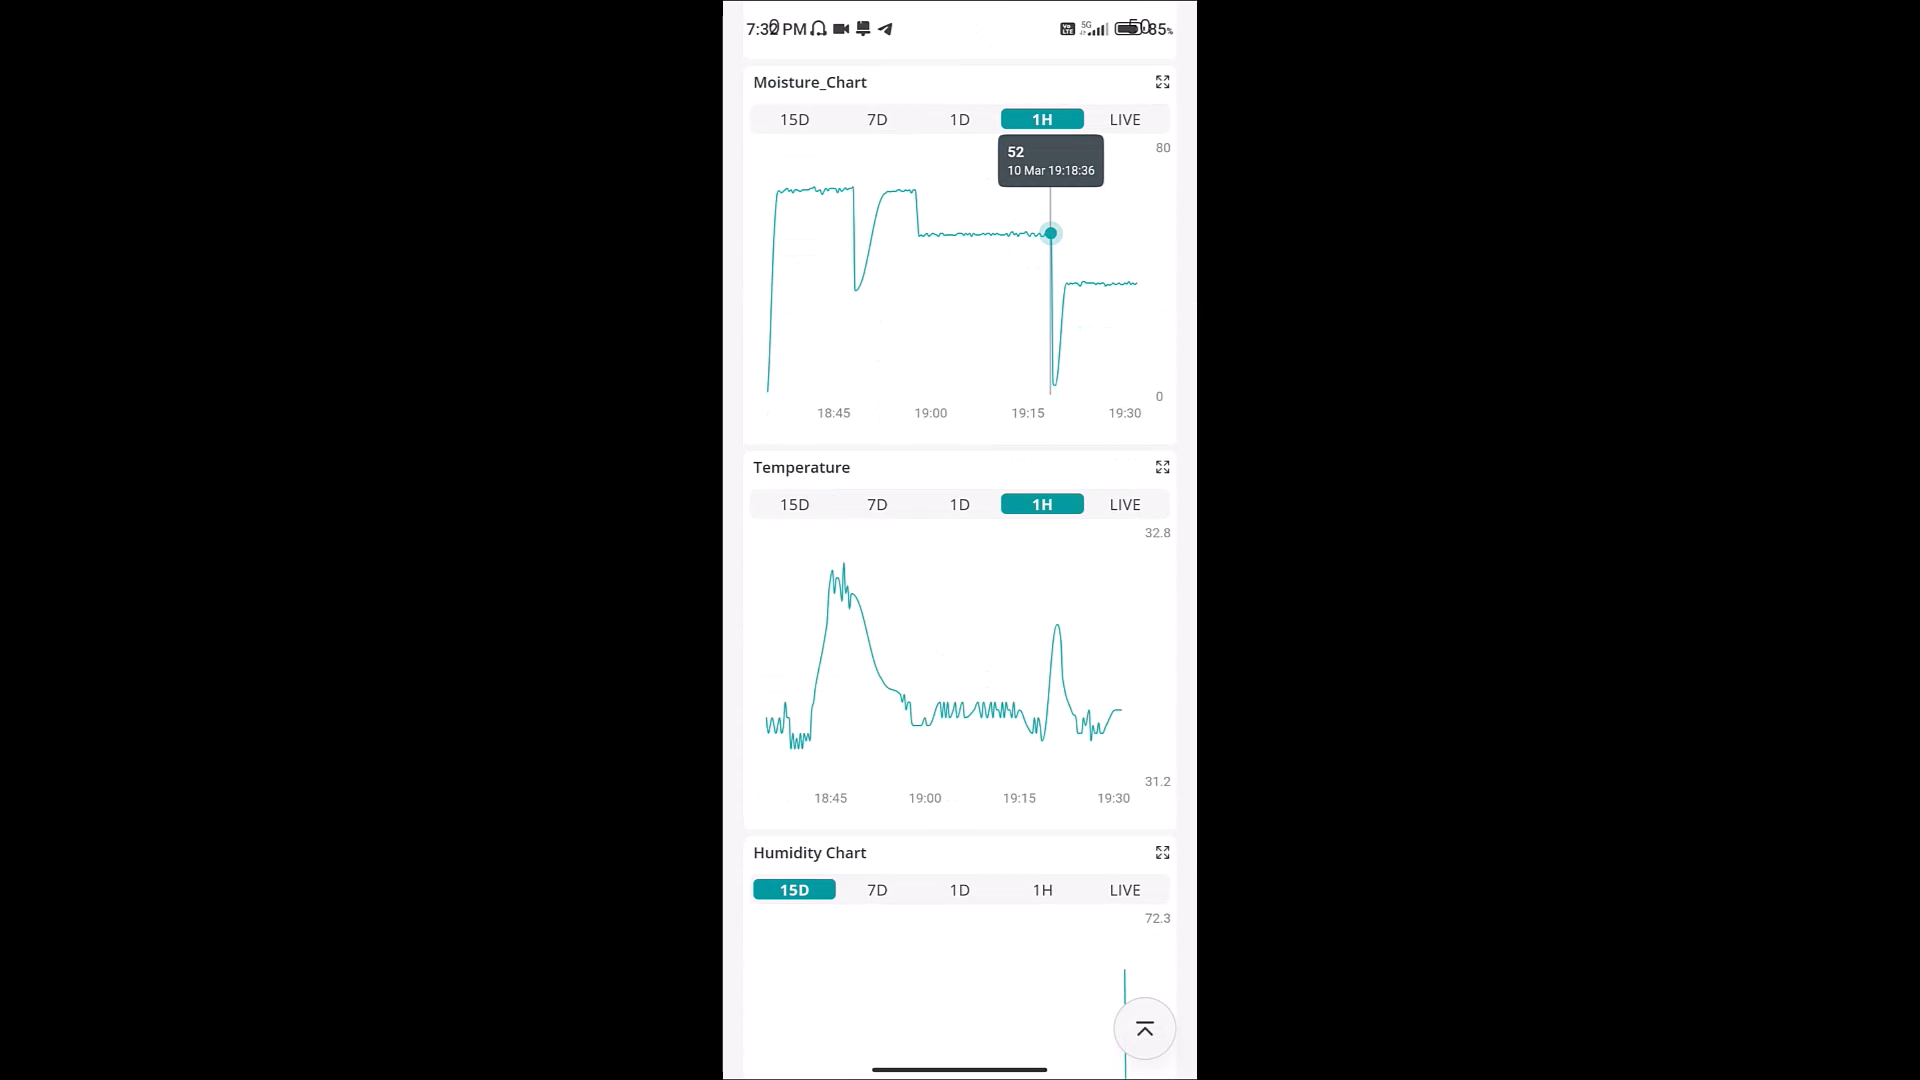 7:32 PM 5G 85%
Moisture_Chart
15D 7D 1D 1H LIVE
52
10 Mar 19:18:36
80
0
18:45 19:00 19:15 19:30
Temperature
15D 7D 1D 1H LIVE
32.8
31.2
18:45 19:00 19:15 19:30
Humidity Chart
15D 7D 1D 1H LIVE
72.3